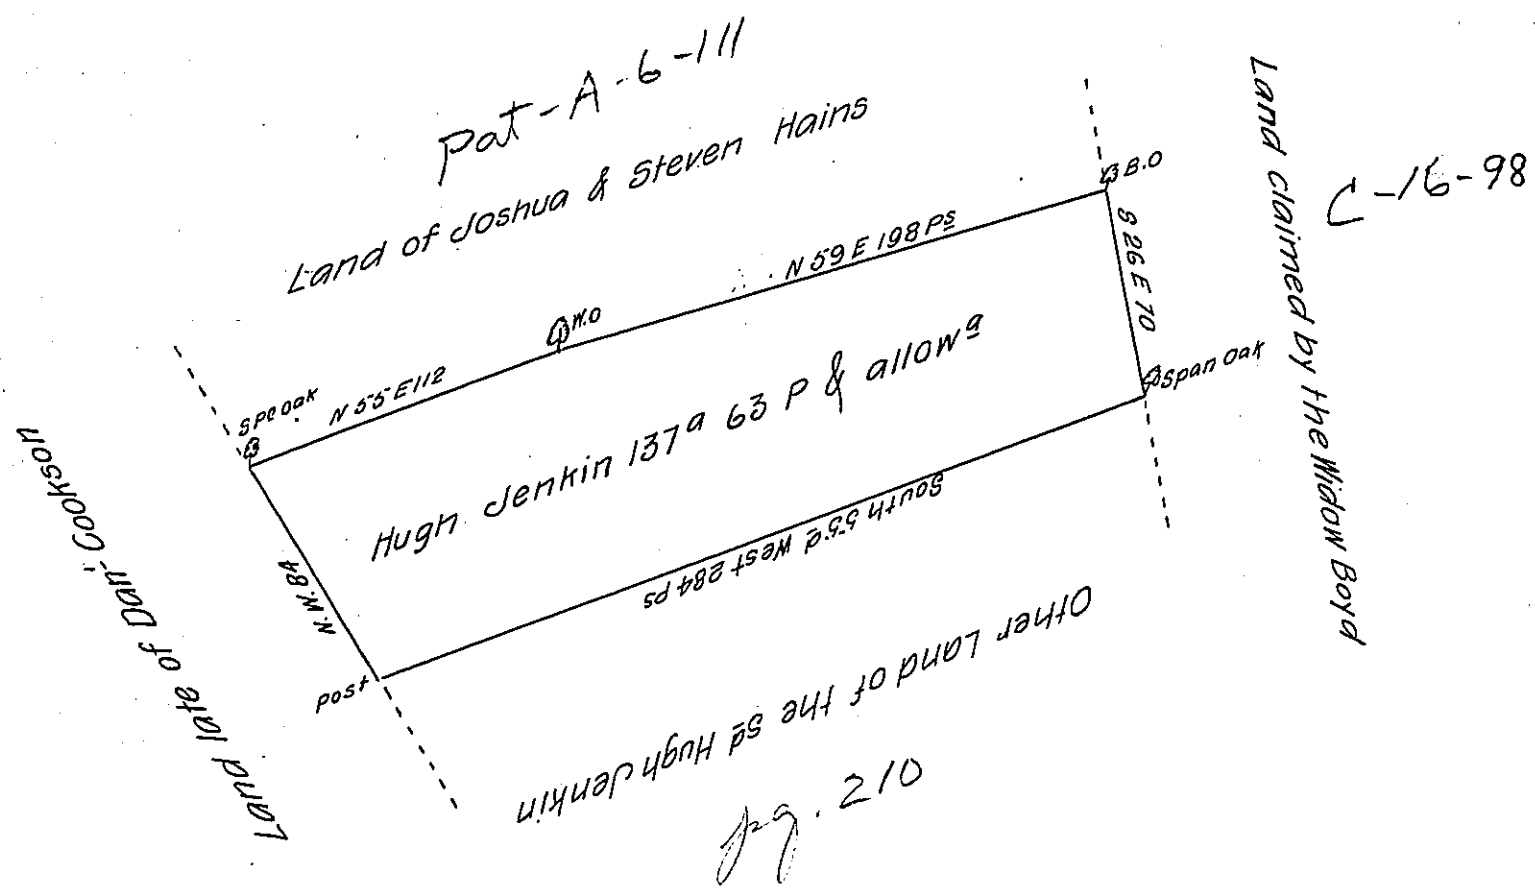 Pat-A-6-111
Land of Joshua & Steven Hains
C-16-98
Land claimed by the Widow Boyd
B.O
N 59 E 198 Ps
S 26 E 70
W.O
Spa oak
N 55 E 112
Span Oak
Hugh Jenkin 137a 63 P & allowa
South 55d West 284 ps
N.W. 84
post
Land late of Danl Cookson
Other Land of the sd Hugh Jenkin
pg. 210